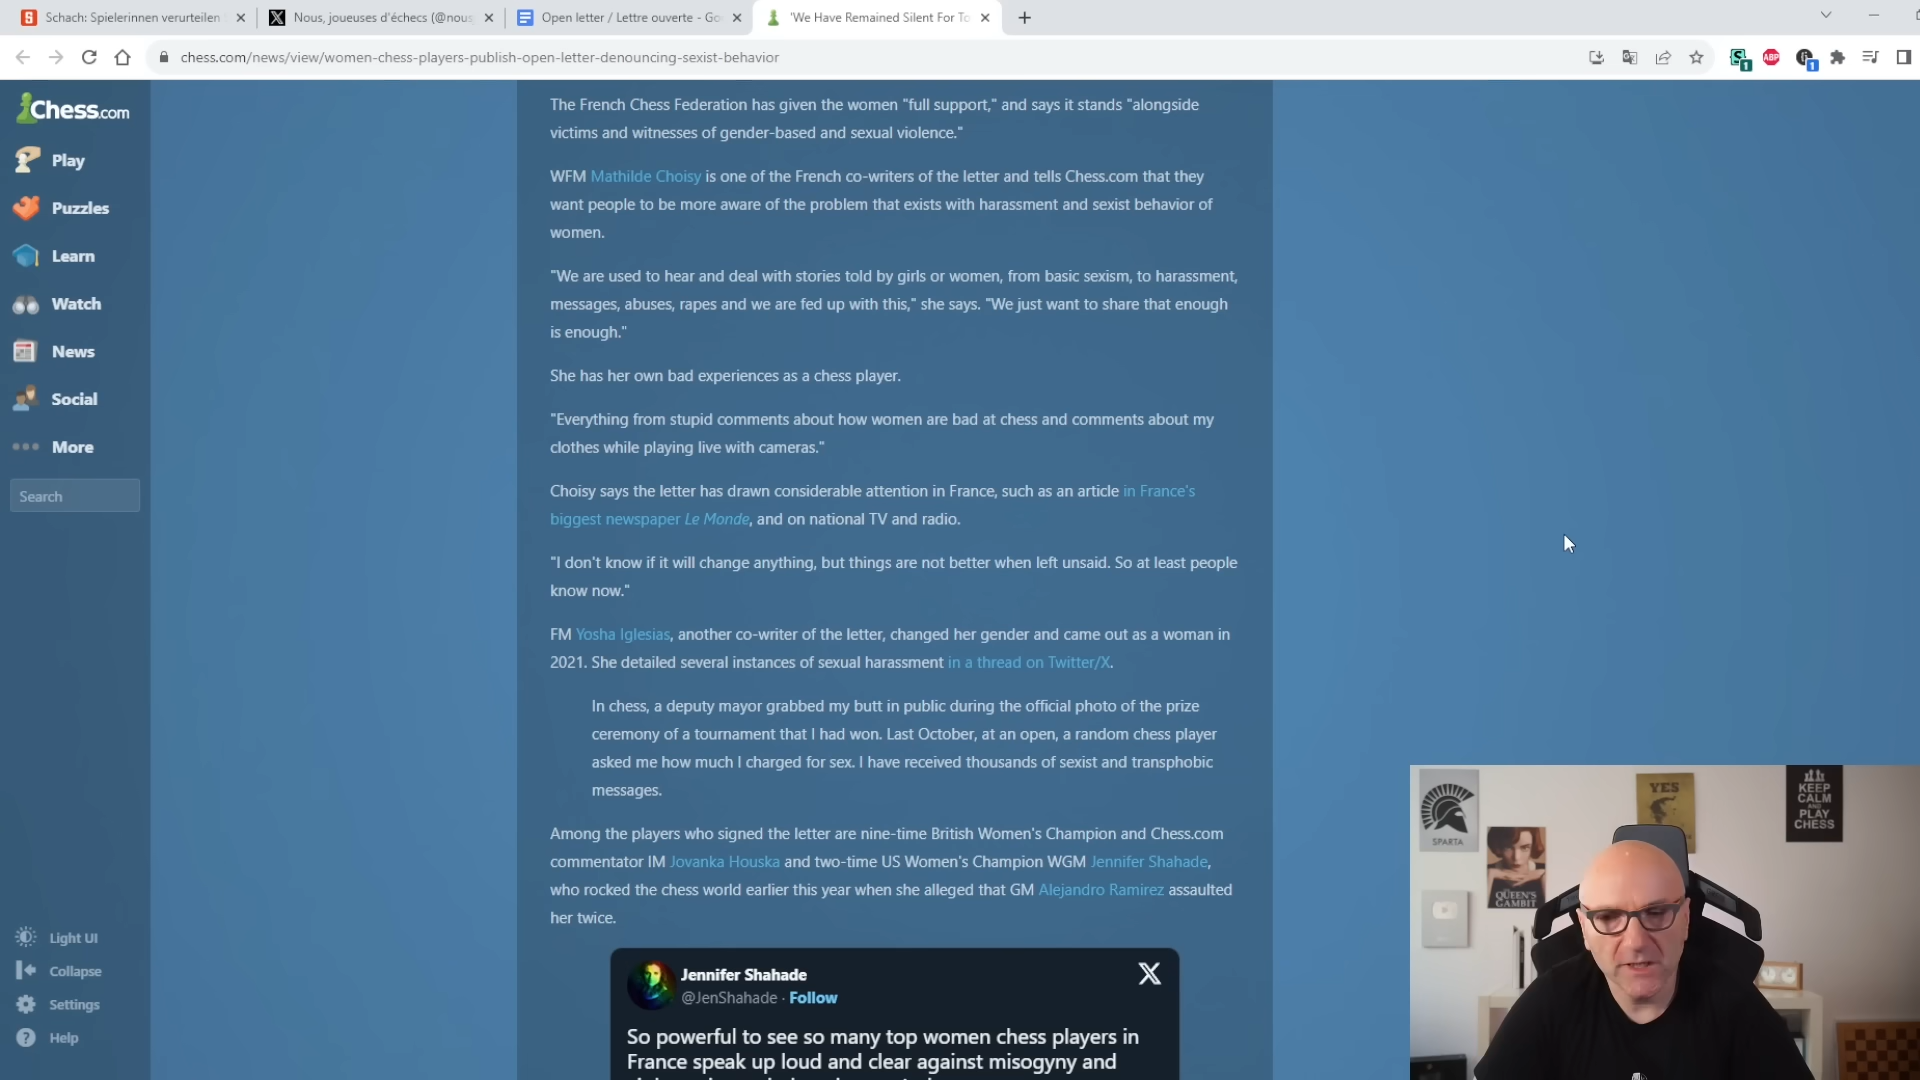 Schach: Spielerinnen verurteilen
Nous, joueuses d'échecs (@nous
Open letter / Lettre ouverte - Go
'We Have Remained Silent For To
chess.com/news/view/women-chess-players-publish-open-letter-denouncing-sexist-behavior
ABP
1
1
Chess.com
Play
Puzzles
Learn
Watch
News
Social
More
Search
Light UI
Collapse
Settings
Help
The French Chess Federation has given the women "full support," and says it stands "alongside
victims and witnesses of gender-based and sexual violence."
WFM Mathilde Choisy is one of the French co-writers of the letter and tells Chess.com that they
want people to be more aware of the problem that exists with harassment and sexist behavior of
women.
"We are used to hear and deal with stories told by girls or women, from basic sexism, to harassment,
messages, abuses, rapes and we are fed up with this," she says. "We just want to share that enough
is enough."
She has her own bad experiences as a chess player.
"Everything from stupid comments about how women are bad at chess and comments about my
clothes while playing live with cameras."
Choisy says the letter has drawn considerable attention in France, such as an article in France's
biggest newspaper Le Monde, and on national TV and radio.
"I don't know if it will change anything, but things are not better when left unsaid. So at least people
know now."
FM Yosha Iglesias, another co-writer of the letter, changed her gender and came out as a woman in
2021. She detailed several instances of sexual harassment in a thread on Twitter/X.
In chess, a deputy mayor grabbed my butt in public during the official photo of the prize
ceremony of a tournament that I had won. Last October, at an open, a random chess player
asked me how much I charged for sex. I have received thousands of sexist and transphobic
messages.
Among the players who signed the letter are nine-time British Women's Champion and Chess.com
commentator IM Jovanka Houska and two-time US Women's Champion WGM Jennifer Shahade,
who rocked the chess world earlier this year when she alleged that GM Alejandro Ramirez assaulted
her twice.
Jennifer Shahade
@JenShahade · Follow
So powerful to see so many top women chess players in
France speak up loud and clear against misogyny and
SPARTA
YES
KEEP
CALM
AND
PLAY
CHESS
THE
QUEEN'S
GAMBIT